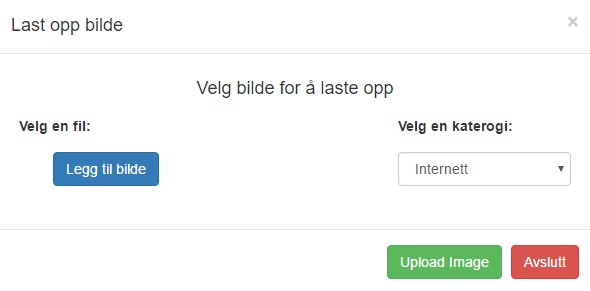 Last opp bilde ×
Velg bilde for å laste opp
Velg en fil: Velg en katerogi:
Legg til bilde Internett
Upload Image Avslutt